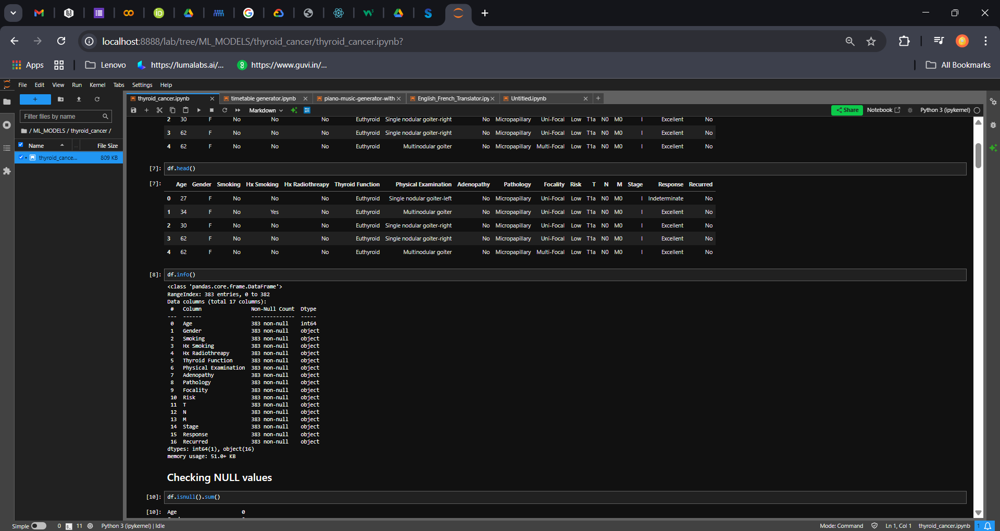 localhost:8888/lab/tree/ML_MODELS/thyroid_cancer/thyroid_cancer.ipynb?
Apps Lenovo https://lumalabs.ai/... https://www.guvi.in/... All Bookmarks
File Edit View Run Kernel Tabs Settings Help
thyroid_cancer.ipynb timetable generator.ipynb piano-music-generator-with- English_French_Translator.ipy Untitled.ipynb
Markdown Share Notebook Python 3 (ipykernel)
Filter files by name
/ ML_MODELS / thyroid_cancer /
Name ... File Size
thyroid_cance... 809 KB
2 30 F No No No Euthyroid Single nodular goiter-right No Micropapillary Uni-Focal Low T1a N0 M0 I Excellent No
3 62 F No No No Euthyroid Single nodular goiter-right No Micropapillary Uni-Focal Low T1a N0 M0 I Excellent No
4 62 F No No No Euthyroid Multinodular goiter No Micropapillary Multi-Focal Low T1a N0 M0 I Excellent No
[7]: df.head()
[7]: Age Gender Smoking Hx Smoking Hx Radiothreapy Thyroid Function Physical Examination Adenopathy Pathology Focality Risk T N M Stage Response Recurred
0 27 F No No No Euthyroid Single nodular goiter-left No Micropapillary Uni-Focal Low T1a N0 M0 I Indeterminate No
1 34 F No Yes No Euthyroid Multinodular goiter No Micropapillary Uni-Focal Low T1a N0 M0 I Excellent No
2 30 F No No No Euthyroid Single nodular goiter-right No Micropapillary Uni-Focal Low T1a N0 M0 I Excellent No
3 62 F No No No Euthyroid Single nodular goiter-right No Micropapillary Uni-Focal Low T1a N0 M0 I Excellent No
4 62 F No No No Euthyroid Multinodular goiter No Micropapillary Multi-Focal Low T1a N0 M0 I Excellent No
[8]: df.info()
<class 'pandas.core.frame.DataFrame'>
RangeIndex: 383 entries, 0 to 382
Data columns (total 17 columns):
# Column Non-Null Count Dtype
--- ------ -------------- -----
0 Age 383 non-null int64
1 Gender 383 non-null object
2 Smoking 383 non-null object
3 Hx Smoking 383 non-null object
4 Hx Radiothreapy 383 non-null object
5 Thyroid Function 383 non-null object
6 Physical Examination 383 non-null object
7 Adenopathy 383 non-null object
8 Pathology 383 non-null object
9 Focality 383 non-null object
10 Risk 383 non-null object
11 T 383 non-null object
12 N 383 non-null object
13 M 383 non-null object
14 Stage 383 non-null object
15 Response 383 non-null object
16 Recurred 383 non-null object
dtypes: int64(1), object(16)
memory usage: 51.0+ KB
Checking NULL values
[10]: df.isnull().sum()
[10]: Age 0
Simple 0 11 Python 3 (ipykernel) | Idle Mode: Command Ln 1, Col 1 thyroid_cancer.ipynb 1